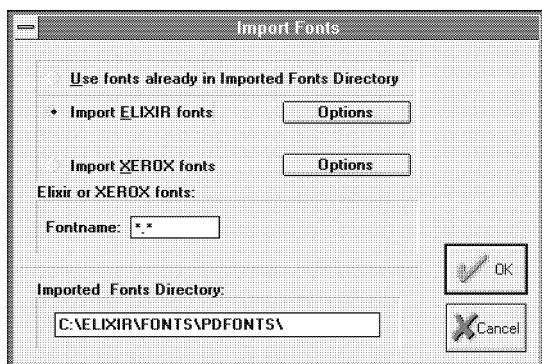 Import Fonts
Use fonts already in Imported Fonts Directory
Import ELIXIR fonts Options
Import XEROX fonts Options
Elixir or XEROX fonts:
Fontname: *.*
OK
Imported Fonts Directory:
C:\ELIXIR\FONTS\PDFONTS\
Cancel